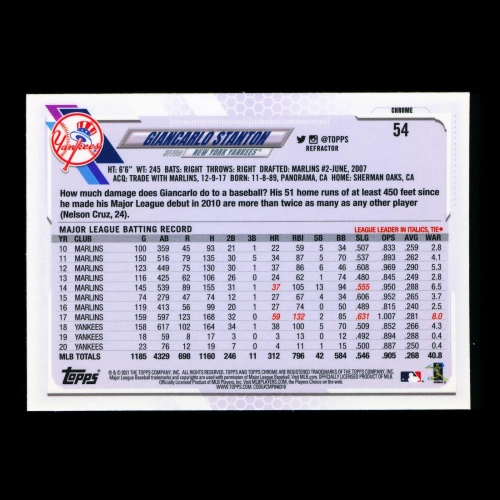 CHROME
54
Yankees
GIANCARLO STANTON
NEW YORK YANKEES®
@TOPPS
REFRACTOR
HT: 6'6" WT: 245 BATS: RIGHT THROWS: RIGHT DRAFTED: MARLINS #2-JUNE, 2007
ACQ: TRADE WITH MARLINS, 12-9-17 BORN: 11-8-89, PANORAMA, CA HOME: SHERMAN OAKS, CA
How much damage does Giancarlo do to a baseball? His 51 home runs of at least 450 feet since
he made his Major League debut in 2010 are more than twice as many as any other player
(Nelson Cruz, 24).
MAJOR LEAGUE BATTING RECORD LEAGUE LEADER IN ITALICS, TIE♦
YR CLUB G AB R H 2B 3B HR RBI SB BB SLG OPS AVG WAR
10 MARLINS 100 359 45 93 21 1 22 59 5 34 .507 .833 .259 2.8
11 MARLINS 150 516 79 135 30 5 34 87 5 70 .537 .893 .262 4.1
12 MARLINS 123 449 75 130 30 1 37 86 6 46 .608 .969 .290 5.3
13 MARLINS 116 425 62 106 26 0 24 62 1 74 .480 .845 .249 2.3
14 MARLINS 145 539 89 155 31 1 37 105 13 94 .555 .950 .288 6.5
15 MARLINS 74 279 47 74 12 1 27 67 4 34 .606 .952 .265 3.7
16 MARLINS 119 413 56 99 20 1 27 74 0 50 .489 .815 .240 2.5
17 MARLINS 159 597 123 168 32 0 59 132 2 85 .631 1.007 .281 8.0
18 YANKEES 158 617 102 164 34 1 38 100 5 70 .509 .852 .266 4.3
19 YANKEES 18 59 8 17 3 0 3 13 0 12 .492 .894 .288 0.4
20 YANKEES 23 76 12 19 7 0 4 11 1 15 .500 .887 .250 0.4
MLB TOTALS 1185 4329 698 1160 246 11 312 796 42 584 .546 .905 .268 40.8
Topps